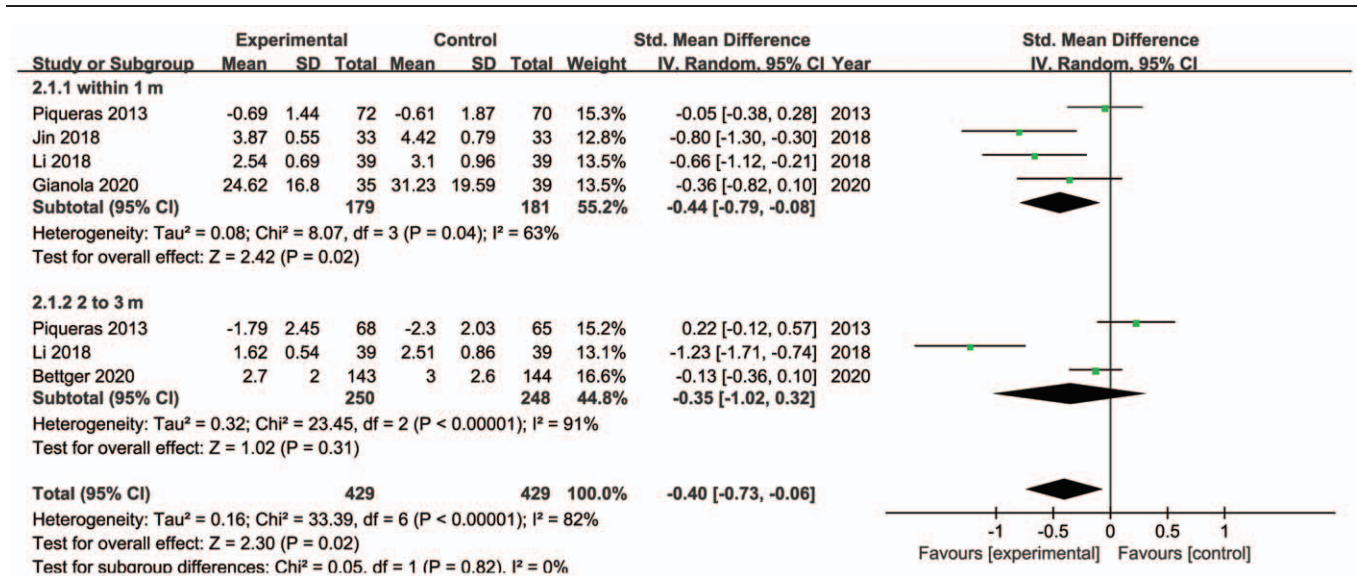 Experimental Control Std. Mean Difference Std. Mean Difference
Study or Subgroup Mean SD Total Mean SD Total Weight IV, Random, 95% CI Year IV, Random, 95% CI
2.1.1 within 1 m
Piqueras 2013 -0.69 1.44 72 -0.61 1.87 70 15.3% -0.05 [-0.38, 0.28] 2013
Jin 2018 3.87 0.55 33 4.42 0.79 33 12.8% -0.80 [-1.30, -0.30] 2018
Li 2018 2.54 0.69 39 3.1 0.96 39 13.5% -0.66 [-1.12, -0.21] 2018
Gianola 2020 24.62 16.8 35 31.23 19.59 39 13.5% -0.36 [-0.82, 0.10] 2020
Subtotal (95% CI) 179 181 55.2% -0.44 [-0.79, -0.08]
Heterogeneity: Tau² = 0.08; Chi² = 8.07, df = 3 (P = 0.04); I² = 63%
Test for overall effect: Z = 2.42 (P = 0.02)
2.1.2 2 to 3 m
Piqueras 2013 -1.79 2.45 68 -2.3 2.03 65 15.2% 0.22 [-0.12, 0.57] 2013
Li 2018 1.62 0.54 39 2.51 0.86 39 13.1% -1.23 [-1.71, -0.74] 2018
Bettger 2020 2.7 2 143 3 2.6 144 16.6% -0.13 [-0.36, 0.10] 2020
Subtotal (95% CI) 250 248 44.8% -0.35 [-1.02, 0.32]
Heterogeneity: Tau² = 0.32; Chi² = 23.45, df = 2 (P < 0.00001); I² = 91%
Test for overall effect: Z = 1.02 (P = 0.31)
Total (95% CI) 429 429 100.0% -0.40 [-0.73, -0.06]
Heterogeneity: Tau² = 0.16; Chi² = 33.39, df = 6 (P < 0.00001); I² = 82%
Test for overall effect: Z = 2.30 (P = 0.02)
Test for subgroup differences: Chi² = 0.05, df = 1 (P = 0.82), I² = 0%
-1 -0.5 0 0.5 1
Favours [experimental] Favours [control]